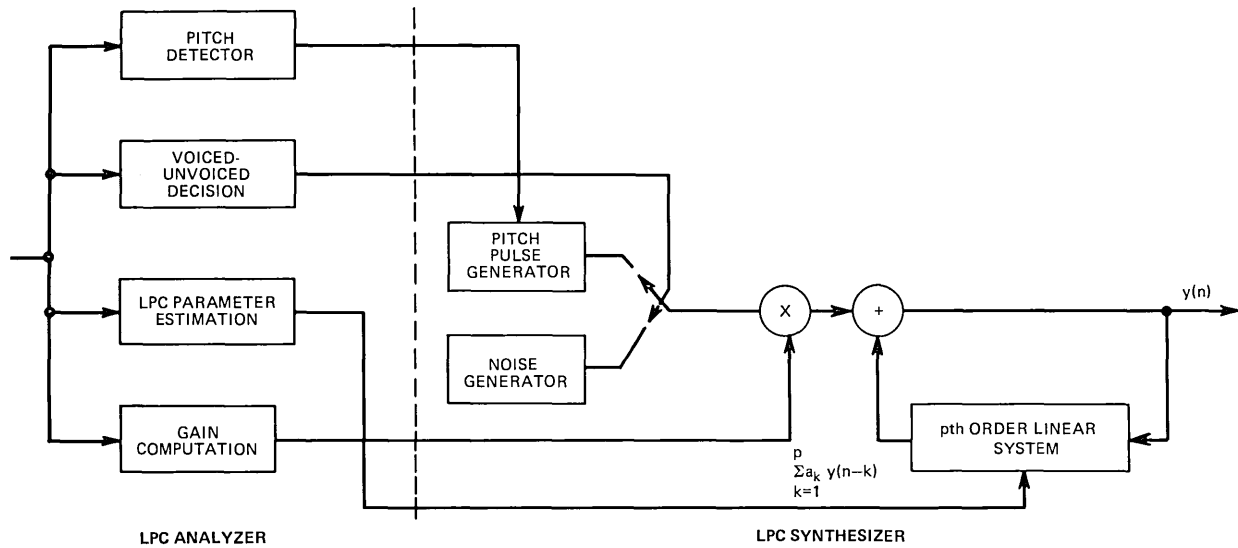 PITCH
DETECTOR
VOICED-
UNVOICED
DECISION
LPC PARAMETER
ESTIMATION
GAIN
COMPUTATION
PITCH
PULSE
GENERATOR
NOISE
GENERATOR
X
+
y(n)
pth ORDER LINEAR
SYSTEM
p
Σaₖ y(n–k)
k=1
LPC ANALYZER
LPC SYNTHESIZER